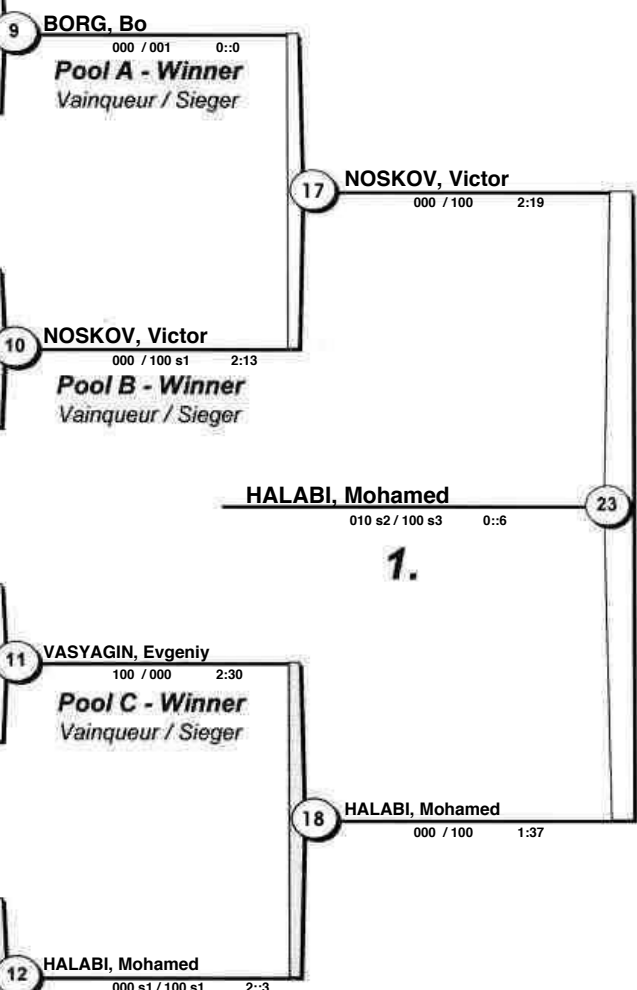 9
BORG, Bo
000 / 001 0::0
Pool A - Winner
Vainqueur / Sieger
17
NOSKOV, Victor
000 / 100 2:19
10
NOSKOV, Victor
000 / 100 s1 2:13
Pool B - Winner
Vainqueur / Sieger
HALABI, Mohamed
23
010 s2 / 100 s3 0::6
1.
11
VASYAGIN, Evgeniy
100 / 000 2:30
Pool C - Winner
Vainqueur / Sieger
18
HALABI, Mohamed
000 / 100 1:37
12
HALABI, Mohamed
000 s1 / 100 s1 2::3